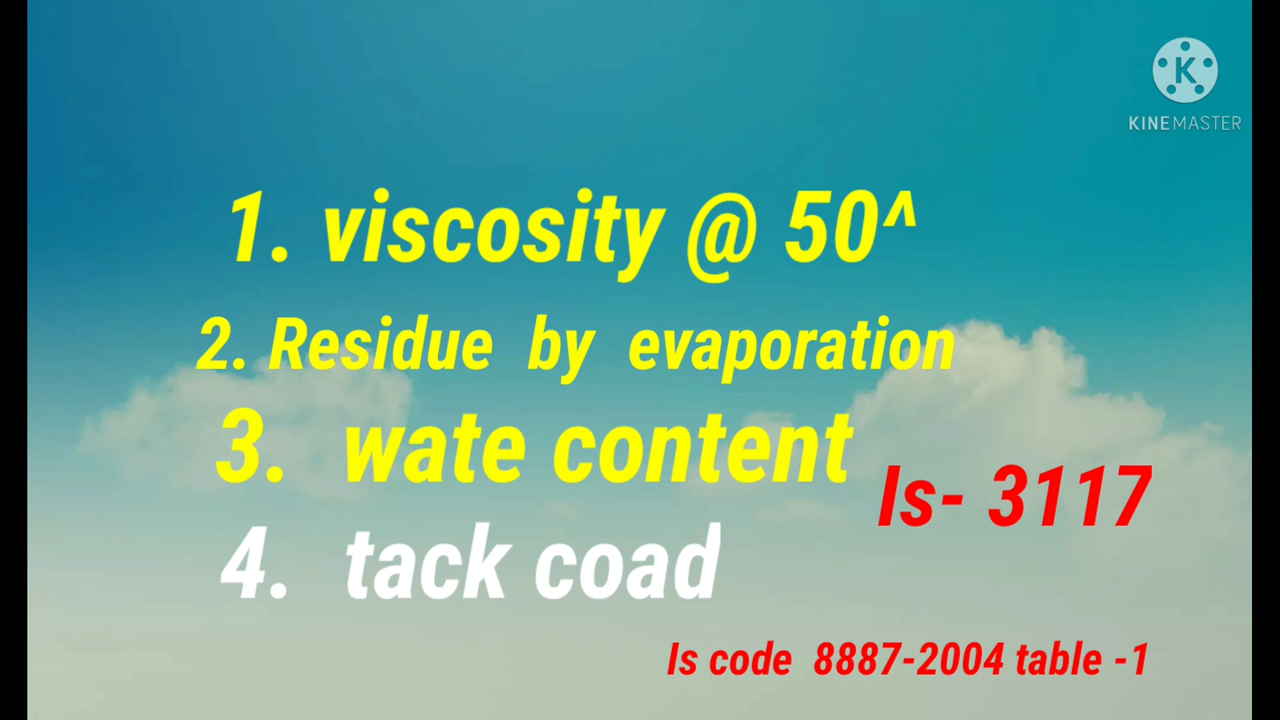 KINEMASTER
1. viscosity @ 50^
2. Residue by evaporation
3. wate content
Is- 3117
4. tack coad
Is code 8887-2004 table -1